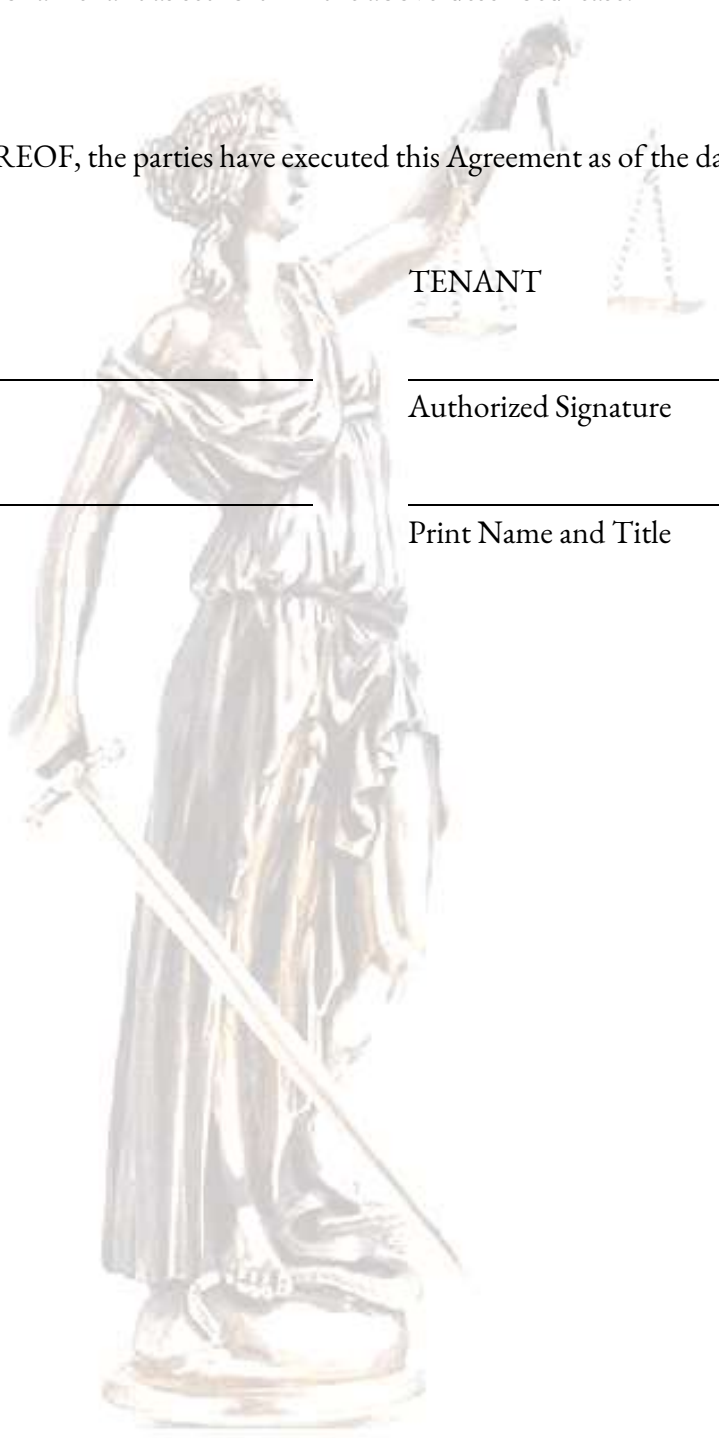 REOF, the parties have executed this Agreement as of the da
TENANT
Authorized Signature
Print Name and Title